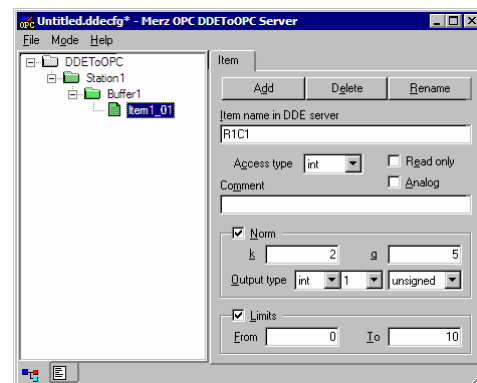 OPC Untitled.ddecfg* - Merz OPC DDEToOPC Server
File Mode Help
DDEToOPC
Station1
Buffer1
Item1_01
Item
Add Delete Rename
Item name in DDE server
R1C1
Access type int Read only
Comment Analog
Norm
k 2 q 5
Output type int 1 unsigned
Limits
From 0 To 10